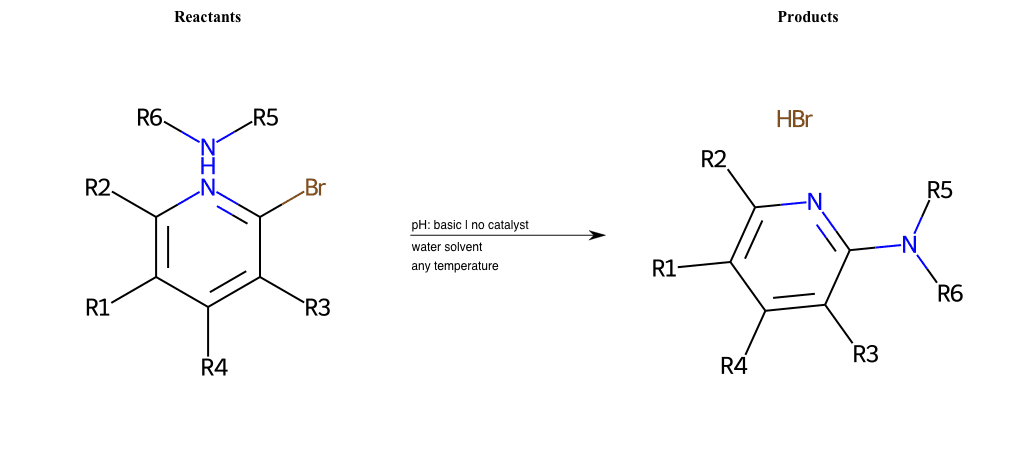 Reactants
Products
R6
R5
N
H
HBr
R2
N
Br
R2
N
R5
N
R1
R3
R1
R6
R4
R4
R3
pH: basic | no catalyst
water solvent
any temperature